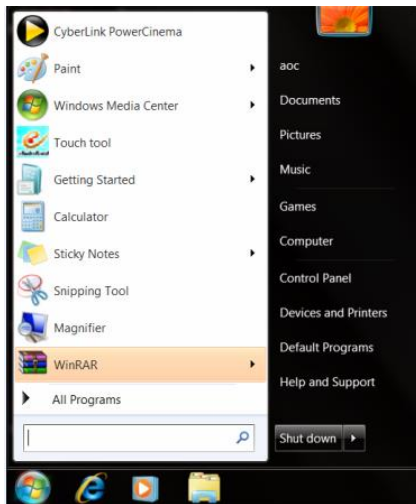 CyberLink PowerCinema
Paint
Windows Media Center
Touch tool
Getting Started
Calculator
Sticky Notes
Snipping Tool
Magnifier
WinRAR
All Programs
aoc
Documents
Pictures
Music
Games
Computer
Control Panel
Devices and Printers
Default Programs
Help and Support
Shut down